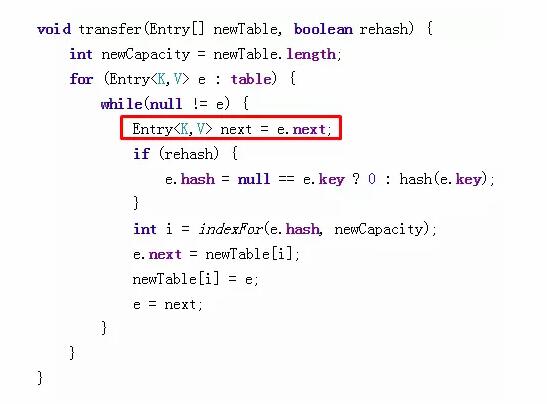 void transfer(Entry[] newTable, boolean rehash) {
    int newCapacity = newTable.length;
    for (Entry<K,V> e : table) {
        while(null != e) {
            Entry<K,V> next = e.next;
            if (rehash) {
                e.hash = null == e.key ? 0 : hash(e.key);
            }
            int i = indexFor(e.hash, newCapacity);
            e.next = newTable[i];
            newTable[i] = e;
            e = next;
        }
    }
}